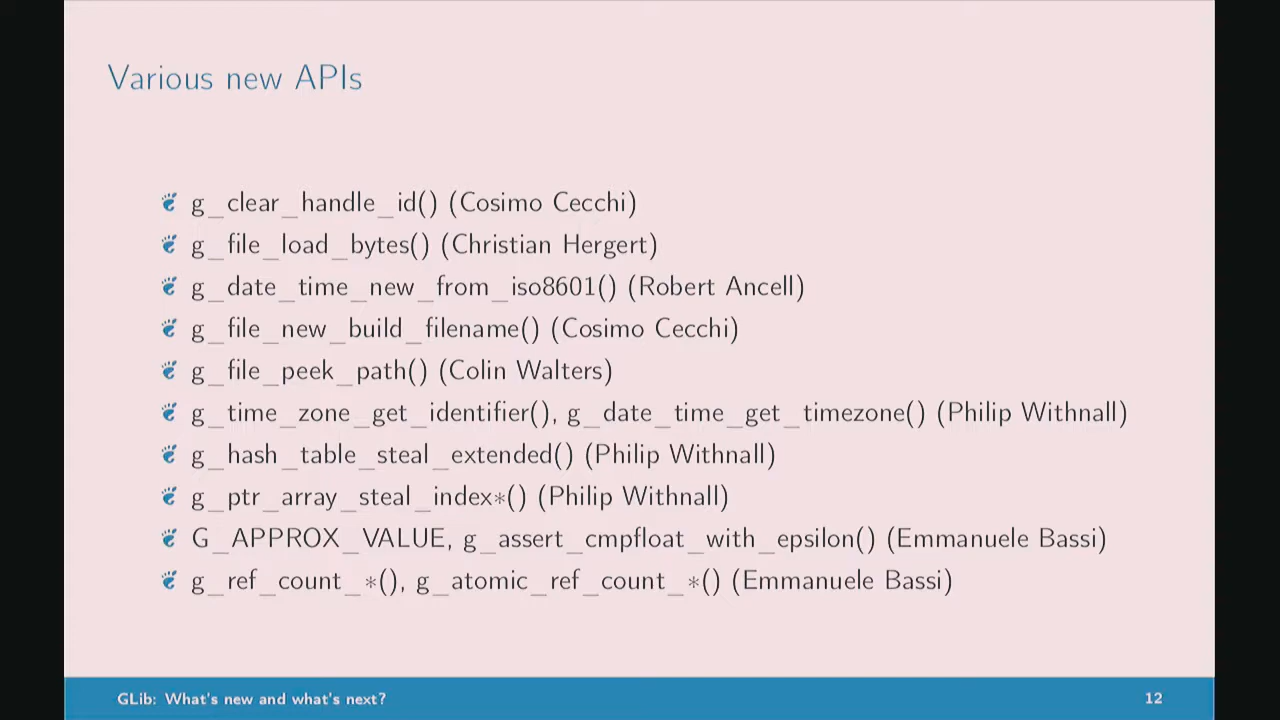 Various new APIs
g_clear_handle_id() (Cosimo Cecchi)
g_file_load_bytes() (Christian Hergert)
g_date_time_new_from_iso8601() (Robert Ancell)
g_file_new_build_filename() (Cosimo Cecchi)
g_file_peek_path() (Colin Walters)
g_time_zone_get_identifier(), g_date_time_get_timezone() (Philip Withnall)
g_hash_table_steal_extended() (Philip Withnall)
g_ptr_array_steal_index*() (Philip Withnall)
G_APPROX_VALUE, g_assert_cmpfloat_with_epsilon() (Emmanuele Bassi)
g_ref_count_*(), g_atomic_ref_count_*() (Emmanuele Bassi)
GLib: What's new and what's next? 12